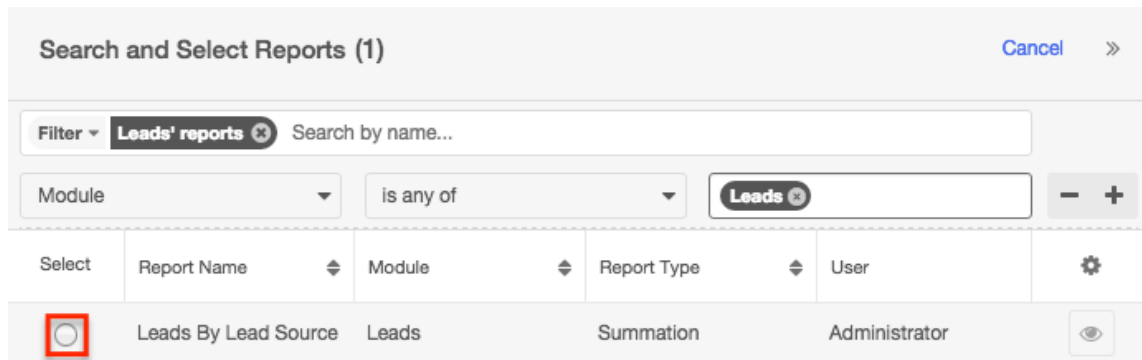 Search and Select Reports (1) Cancel
Filter Leads' reports Search by name...
Module is any of Leads
Select Report Name Module Report Type User
Leads By Lead Source Leads Summation Administrator